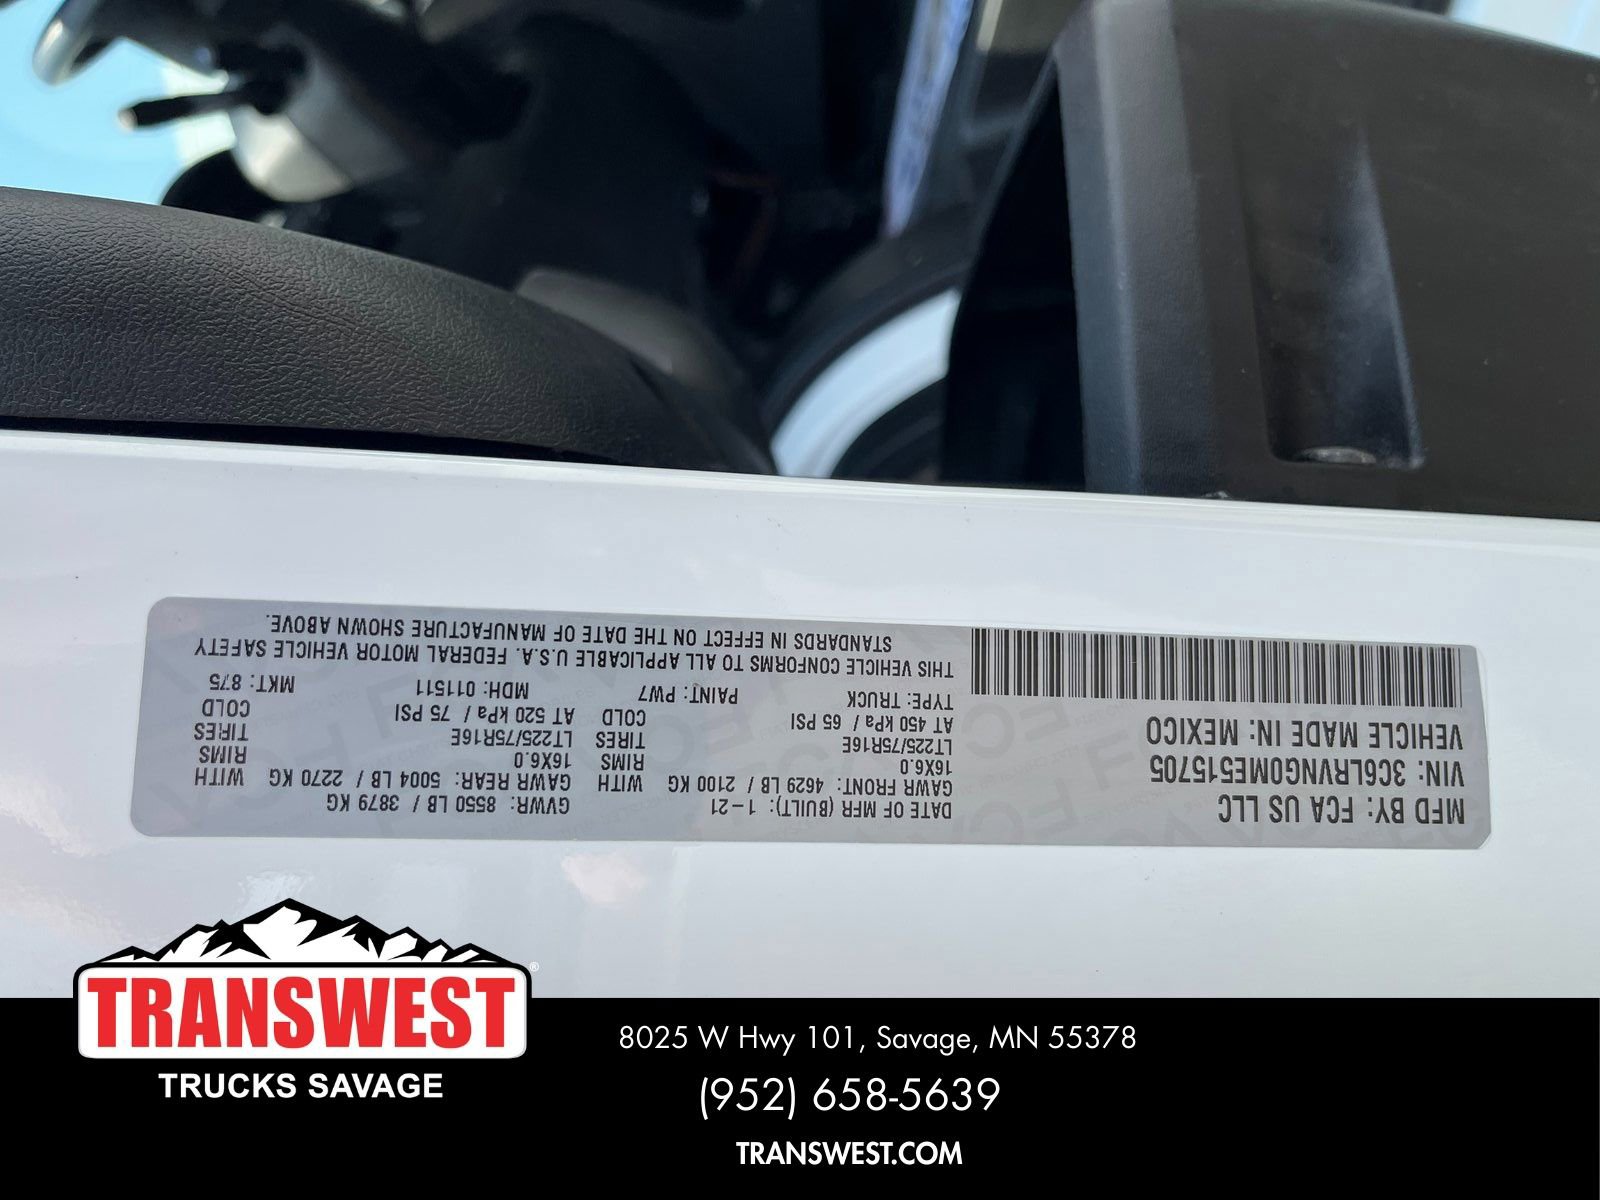 MFD BY: FCA US LLC
VIN: 3C6LRVNG0ME515705
VEHICLE MADE IN: MEXICO
DATE OF MFR (BUILT): 1-21 GVWR: 8550 LB / 3879 KG
GAWR FRONT: 4629 LB / 2100 KG WITH GAWR REAR: 5004 LB / 2270 KG WITH
16X6.0 RIMS 16X6.0 RIMS
LT225/75R16E TIRES LT225/75R16E TIRES
AT 450 kPa / 65 PSI COLD AT 520 kPa / 75 PSI COLD
TYPE: TRUCK PAINT: PW7 MDH: 011511 MKT: 875
THIS VEHICLE CONFORMS TO ALL APPLICABLE U.S.A. FEDERAL MOTOR VEHICLE SAFETY
STANDARDS IN EFFECT ON THE DATE OF MANUFACTURE SHOWN ABOVE.
TRANSWEST®
TRUCKS SAVAGE
8025 W Hwy 101, Savage, MN 55378
(952) 658-5639
TRANSWEST.COM